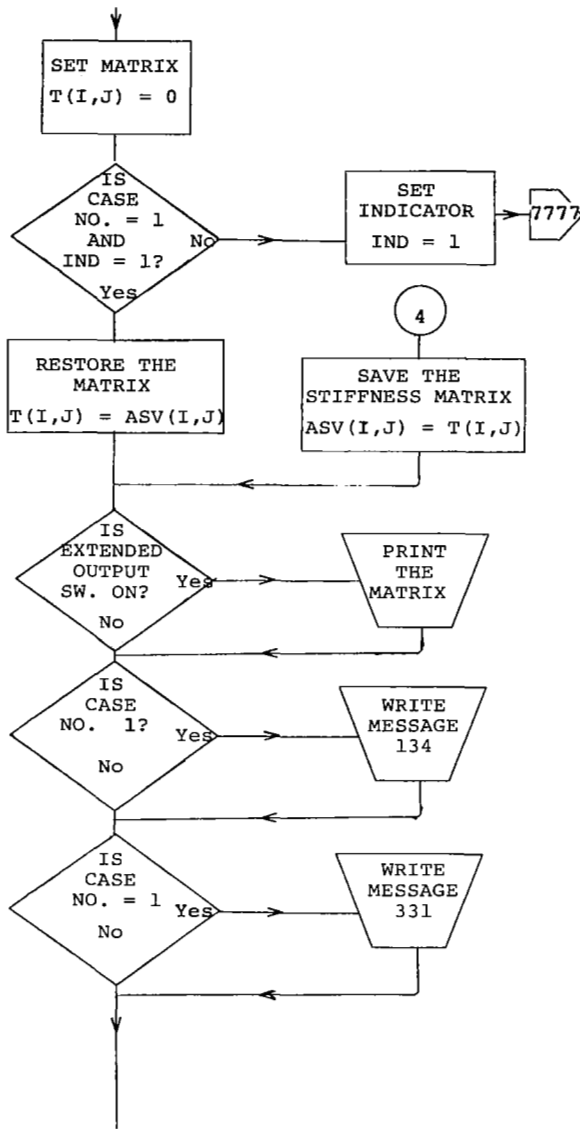 SET MATRIX
T(I,J) = 0
IS
CASE
NO. = 1
AND
IND = 1?
No
Yes
SET
INDICATOR
IND = 1
7777
4
RESTORE THE
MATRIX
T(I,J) = ASV(I,J)
SAVE THE
STIFFNESS MATRIX
ASV(I,J) = T(I,J)
IS
EXTENDED
OUTPUT
SW. ON?
Yes
No
PRINT
THE
MATRIX
IS
CASE
NO. 1?
Yes
No
WRITE
MESSAGE
134
IS
CASE
NO. = 1
Yes
No
WRITE
MESSAGE
331